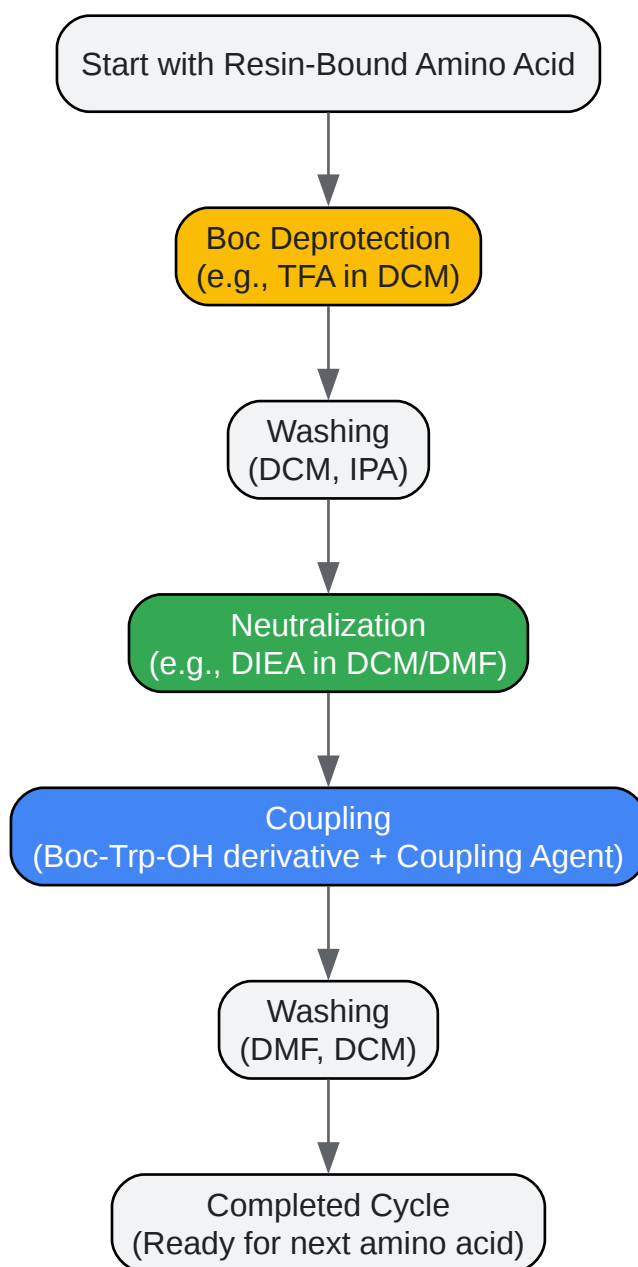 Start with Resin-Bound Amino Acid
Boc Deprotection
(e.g., TFA in DCM)
Washing
(DCM, IPA)
Neutralization
(e.g., DIEA in DCM/DMF)
Coupling
(Boc-Trp-OH derivative + Coupling Agent)
Washing
(DMF, DCM)
Completed Cycle
(Ready for next amino acid)